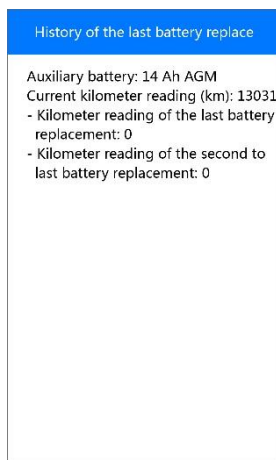 History of the last battery replace
Auxiliary battery: 14 Ah AGM
Current kilometer reading (km): 13031
- Kilometer reading of the last battery
replacement: 0
- Kilometer reading of the second to
last battery replacement: 0